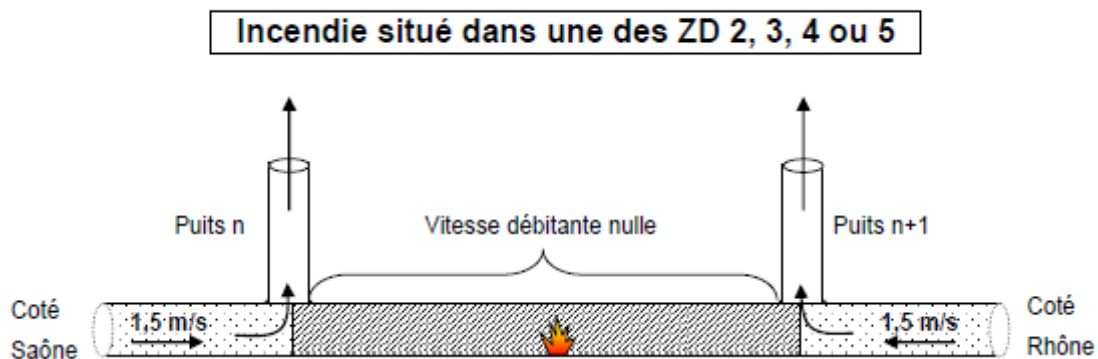 Incendie situé dans une des ZD 2, 3, 4 ou 5
Puits n
Vitesse débitante nulle
Puits n+1
Coté
Saône
1,5 m/s
1,5 m/s
Coté
Rhône